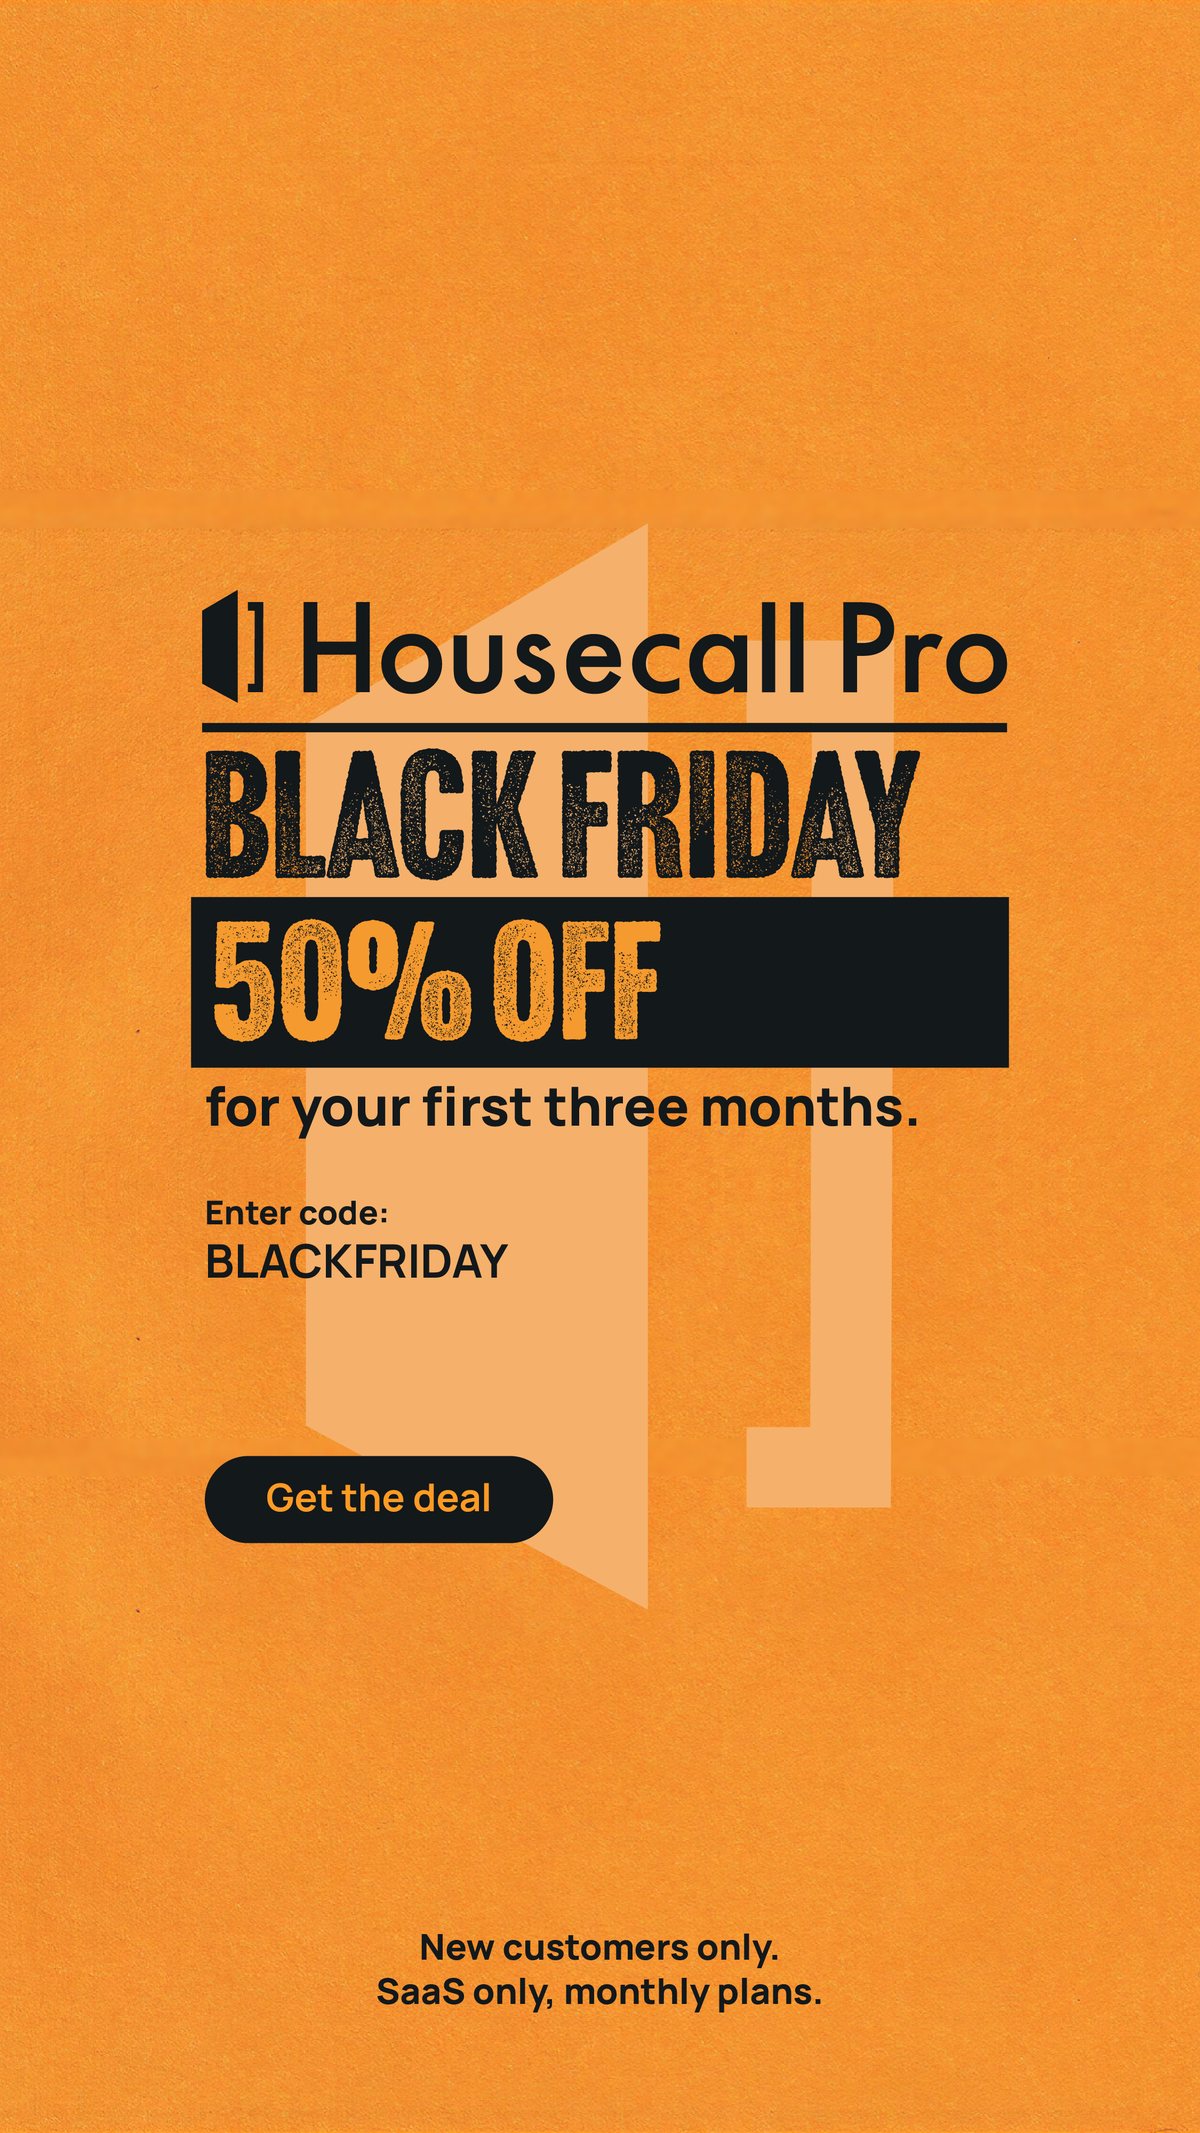 Housecall Pro
BLACK FRIDAY
50% OFF
for your first three months.
Enter code:
BLACKFRIDAY
Get the deal
New customers only.
SaaS only, monthly plans.